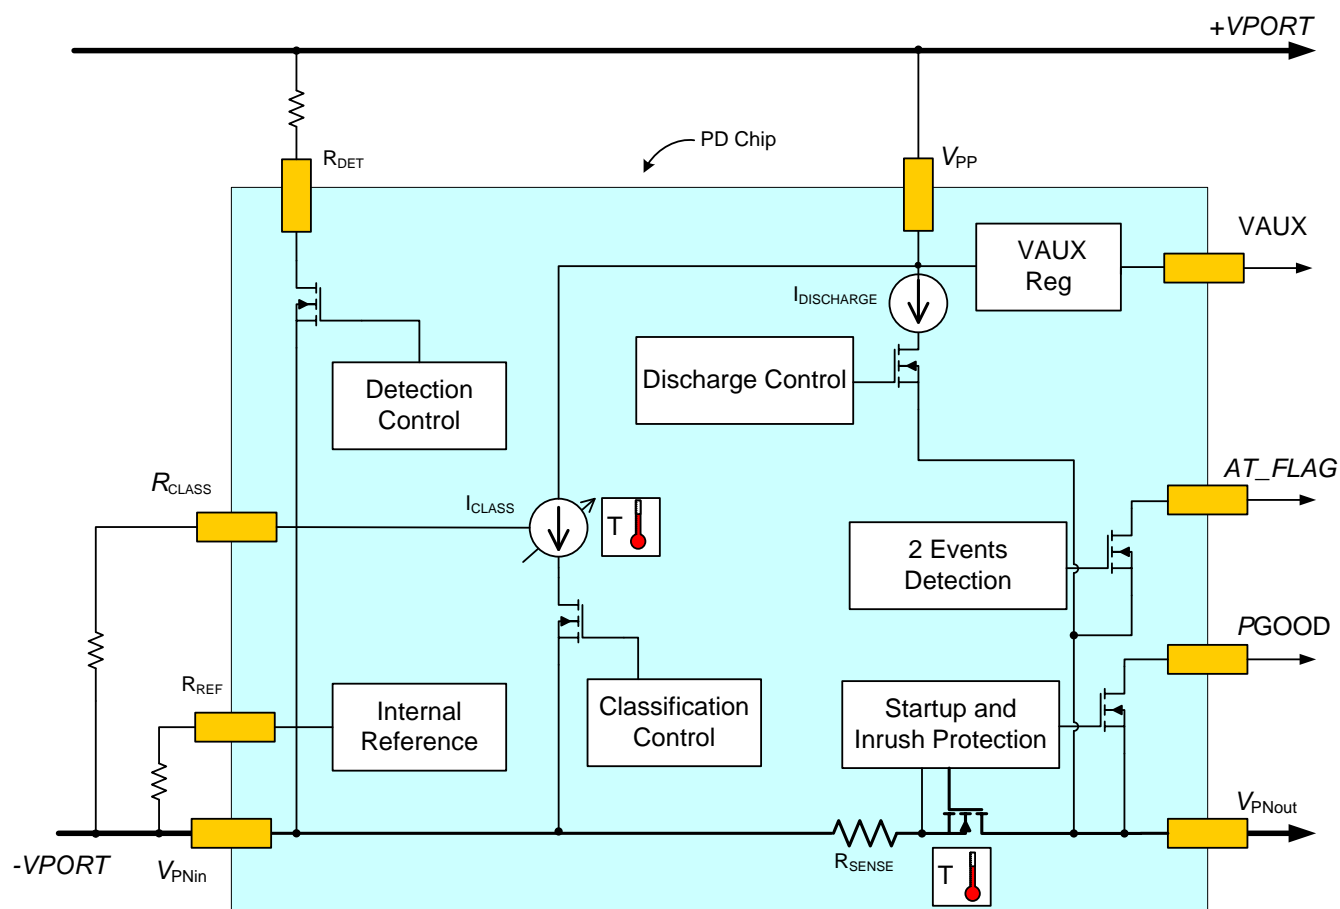 +VPORT
PD Chip
RDET
VPP
VAUX
VAUX
Reg
IDISCHARGE
Discharge Control
Detection
Control
RCLASS
ICLASS
T
AT_FLAG
2 Events
Detection
PGOOD
RREF
Internal
Reference
Classification
Control
Startup and
Inrush Protection
VPNout
-VPORT
VPNin
RSENSE
T